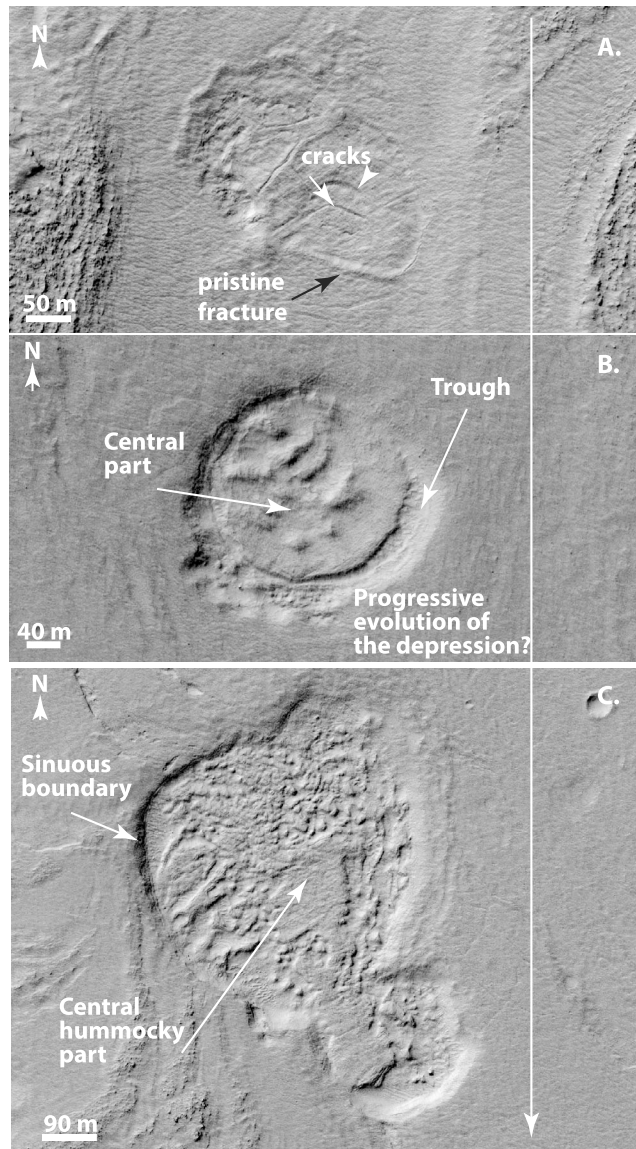 N
A.
cracks
pristine
fracture
50 m
N
B.
Trough
Central
part
Progressive
evolution of
the depression?
40 m
N
C.
Sinuous
boundary
Central
hummocky
part
90 m